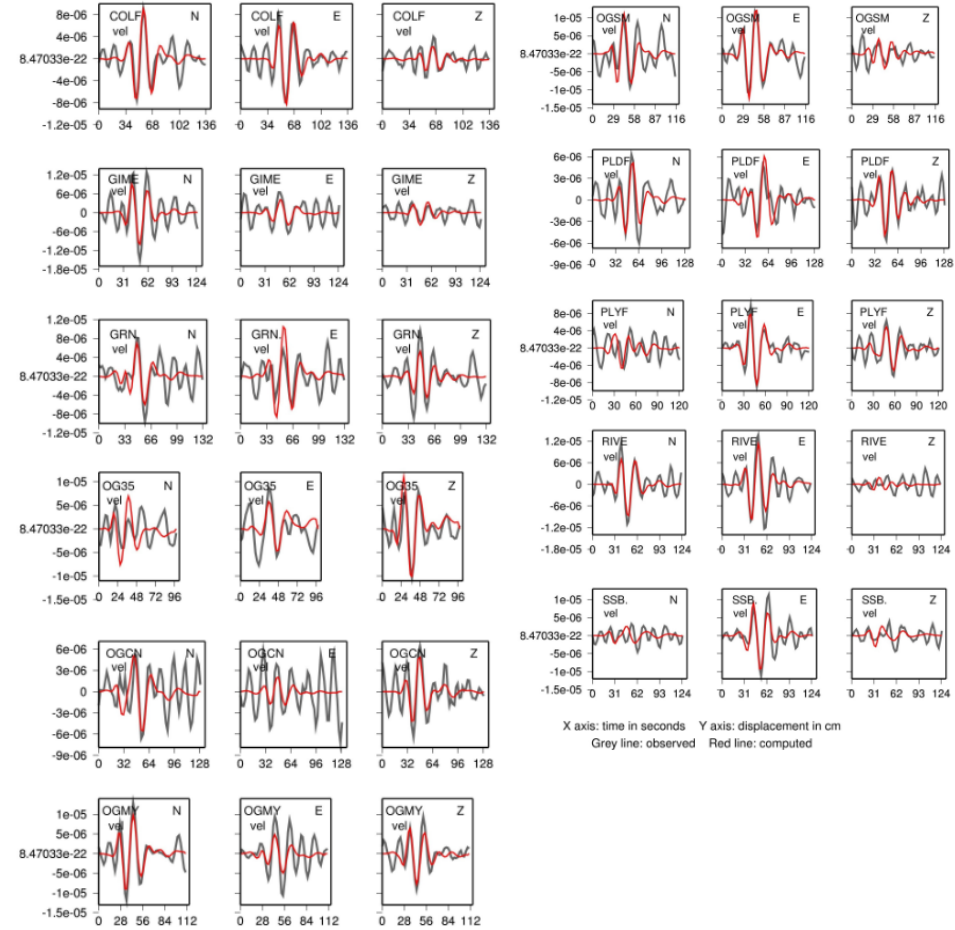 COLF N
vel
8e-06
4e-06
8.47033e-22
-4e-06
-8e-06
-1.2e-05
0 34 68 102 136
COLF E
vel
0 34 68 102 136
COLF Z
vel
0 34 68 102 136
GIME N
vel
1.2e-05
6e-06
0
-6e-06
-1.2e-05
-1.8e-05
0 31 62 93 124
GIME E
vel
0 31 62 93 124
GIME Z
vel
0 31 62 93 124
GRN. N
vel
1.2e-05
8e-06
4e-06
8.47033e-22
-4e-06
-8e-06
-1.2e-05
0 33 66 99 132
GRN. E
vel
0 33 66 99 132
GRN. Z
vel
0 33 66 99 132
OG35 N
vel
1e-05
5e-06
8.47033e-22
-5e-06
-1e-05
-1.5e-05
0 24 48 72 96
OG35 E
vel
0 24 48 72 96
OG35 Z
vel
0 24 48 72 96
OGCN N
vel
6e-06
3e-06
0
-3e-06
-6e-06
-9e-06
0 32 64 96 128
OGCN E
vel
0 32 64 96 128
OGCN Z
vel
0 32 64 96 128
OGMY N
vel
1e-05
5e-06
8.47033e-22
-5e-06
-1e-05
-1.5e-05
0 28 56 84 112
OGMY E
vel
0 28 56 84 112
OGMY Z
vel
0 28 56 84 112
OGSM N
vel
1e-05
5e-06
8.47033e-22
-5e-06
-1e-05
-1.5e-05
0 29 58 87 116
OGSM E
vel
0 29 58 87 116
OGSM Z
vel
0 29 58 87 116
PLDF N
vel
6e-06
3e-06
0
-3e-06
-6e-06
-9e-06
0 32 64 96 128
PLDF E
vel
0 32 64 96 128
PLDF Z
vel
0 32 64 96 128
PLYF N
vel
8e-06
4e-06
8.47033e-22
-4e-06
-8e-06
-1.2e-05
0 30 60 90 120
PLYF E
vel
0 30 60 90 120
PLYF Z
vel
0 30 60 90 120
RIVE N
vel
1.2e-05
6e-06
0
-6e-06
-1.2e-05
-1.8e-05
0 31 62 93 124
RIVE E
vel
0 31 62 93 124
RIVE Z
vel
0 31 62 93 124
SSB. N
vel
1e-05
5e-06
8.47033e-22
-5e-06
-1e-05
-1.5e-05
0 31 62 93 124
SSB. E
vel
0 31 62 93 124
SSB. Z
vel
0 31 62 93 124
X axis: time in seconds Y axis: displacement in cm
Grey line: observed Red line: computed